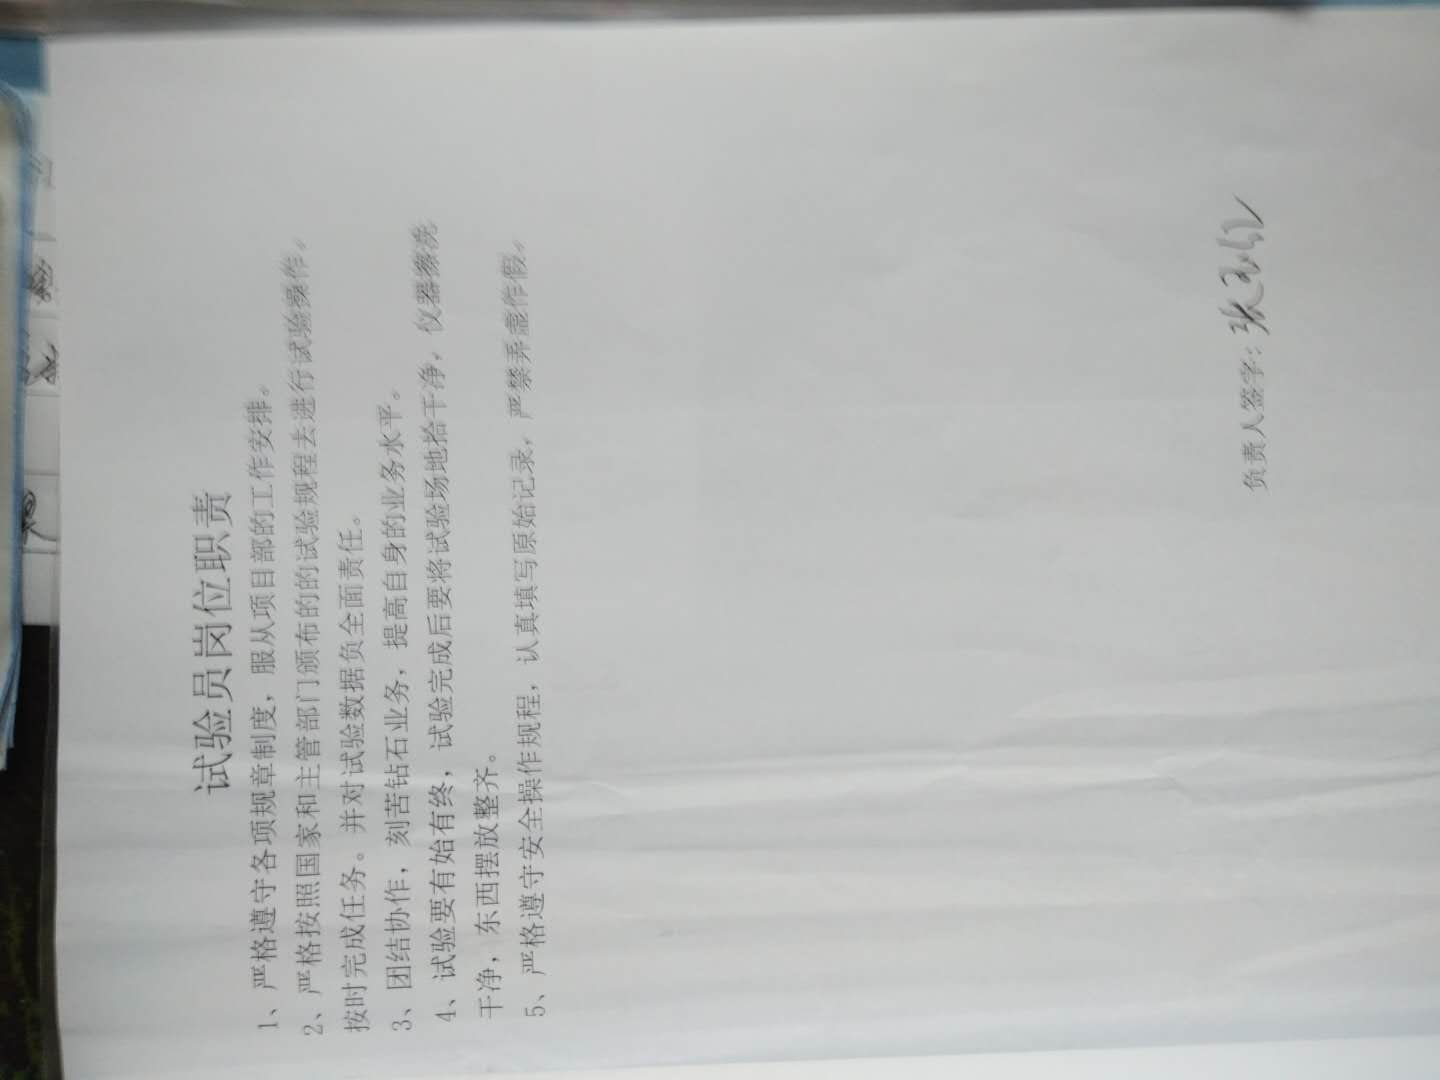 试验员岗位职责
1、严格遵守各项规章制度，服从项目部的工作安排。
2、严格按照国家和主管部门颁布的的试验规程去进行试验操作。
按时完成任务。并对试验数据负全面责任。
3、团结协作，刻苦钻石业务，提高自身的业务水平。
4、试验要有始有终，试验完成后要将试验场地拾干净，仪器擦洗
干净，东西摆放整齐。
5、严格遵守安全操作规程，认真填写原始记录，严禁弄虚作假。
负责人签字：张玉红